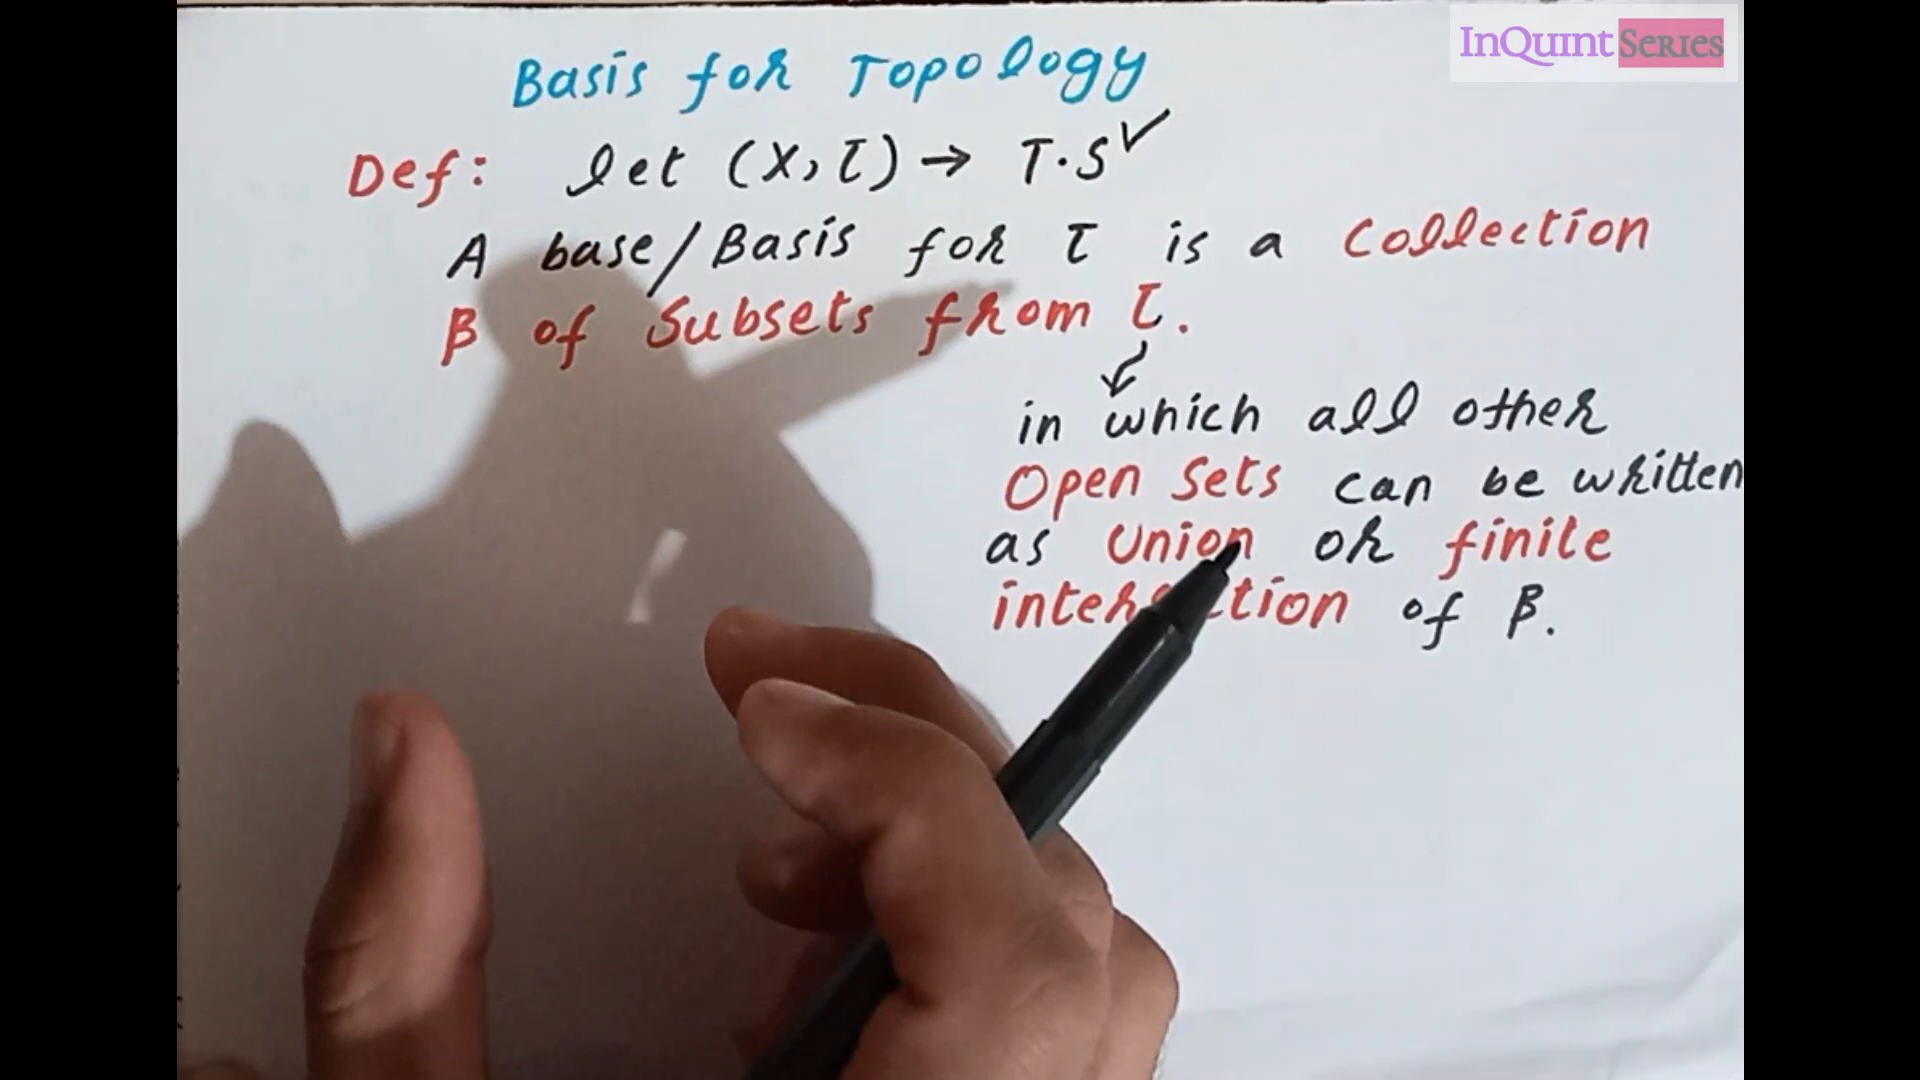 InQuint Series
Basis for Topology
Def: let (X, τ) → T.S ✓
A base/Basis for τ is a Collection
β of Subsets from τ.
in which all other
Open Sets can be written
as Union or finite
intersection of β.